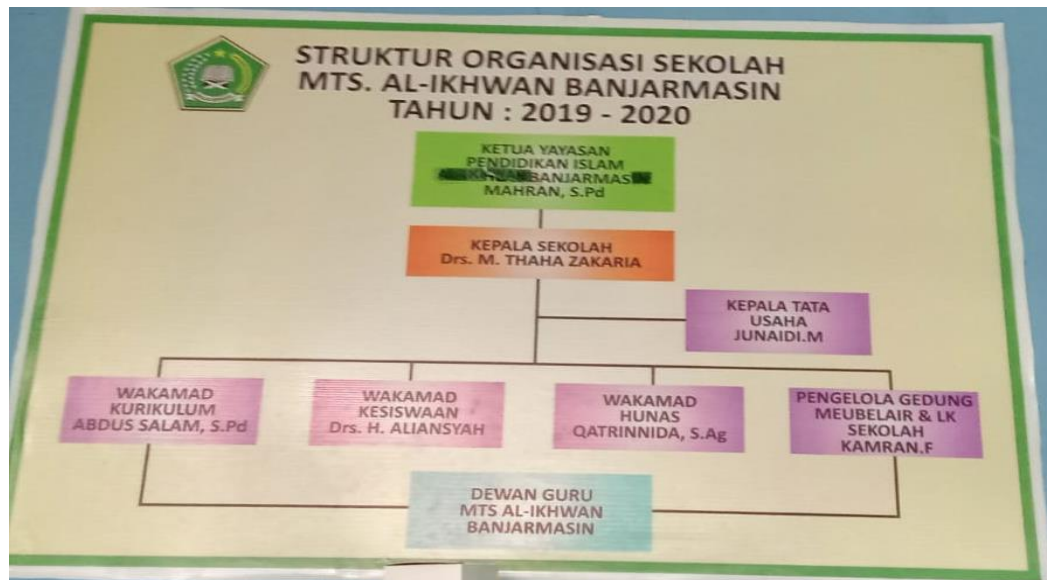 STRUKTUR ORGANISASI SEKOLAH
MTS. AL-IKHWAN BANJARMASIN
TAHUN : 2019 - 2020
KETUA YAYASAN
PENDIDIKAN ISLAM
BANJARMASIN
MAHRAN, S.Pd
KEPALA SEKOLAH
Drs. M. THAHA ZAKARIA
KEPALA TATA
USAHA
JUNAIDI.M
WAKAMAD
KURIKULUM
ABDUS SALAM, S.Pd
WAKAMAD
KESISWAAN
Drs. H. ALIANSYAH
WAKAMAD
HUNAS
QATRINNIDA, S.Ag
PENGELOLA GEDUNG
MEUBELAIR & LK
SEKOLAH
KAMRAN.F
DEWAN GURU
MTS AL-IKHWAN
BANJARMASIN